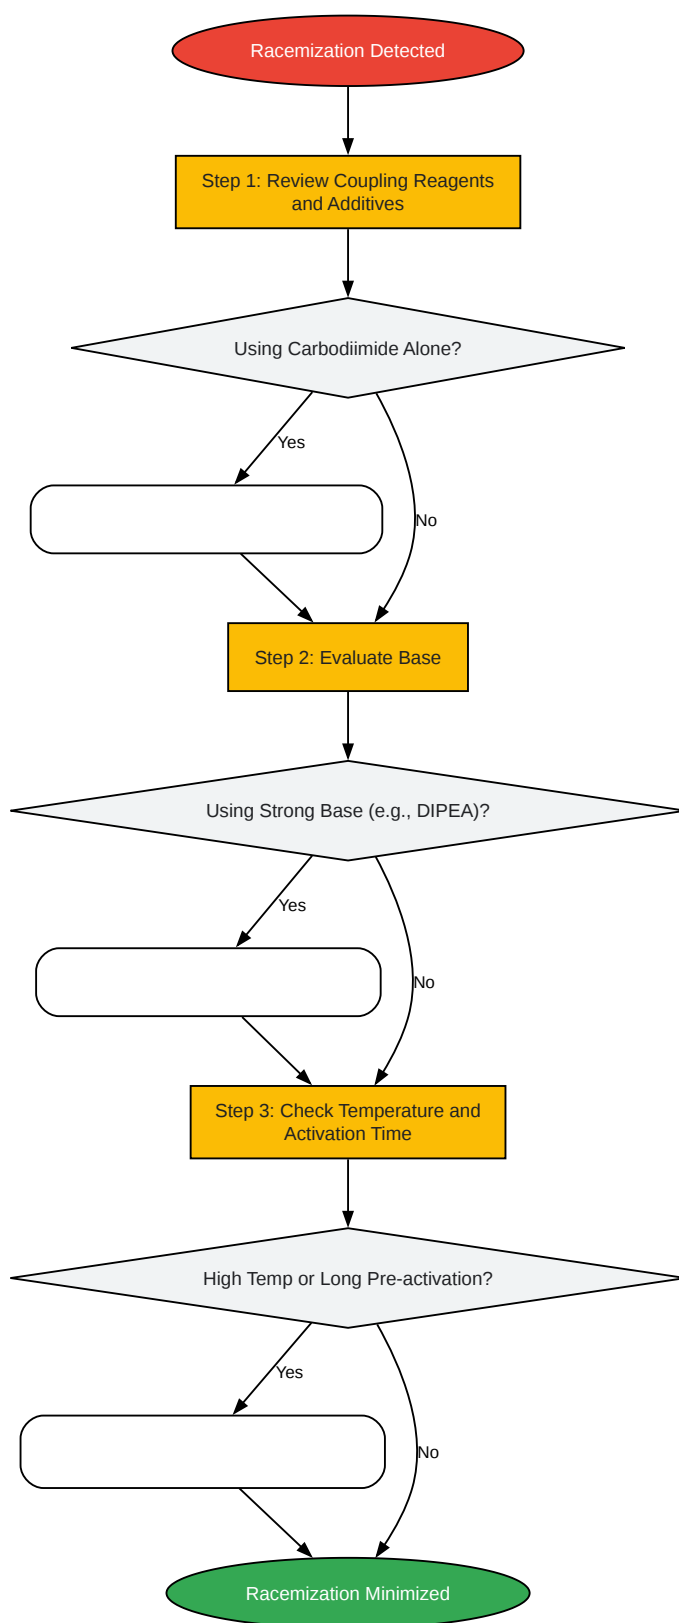 Racemization Detected
Step 1: Review Coupling Reagents
and Additives
Using Carbodiimide Alone?
Yes
No
Step 2: Evaluate Base
Using Strong Base (e.g., DIPEA)?
Yes
No
Step 3: Check Temperature and
Activation Time
High Temp or Long Pre-activation?
Yes
No
Racemization Minimized